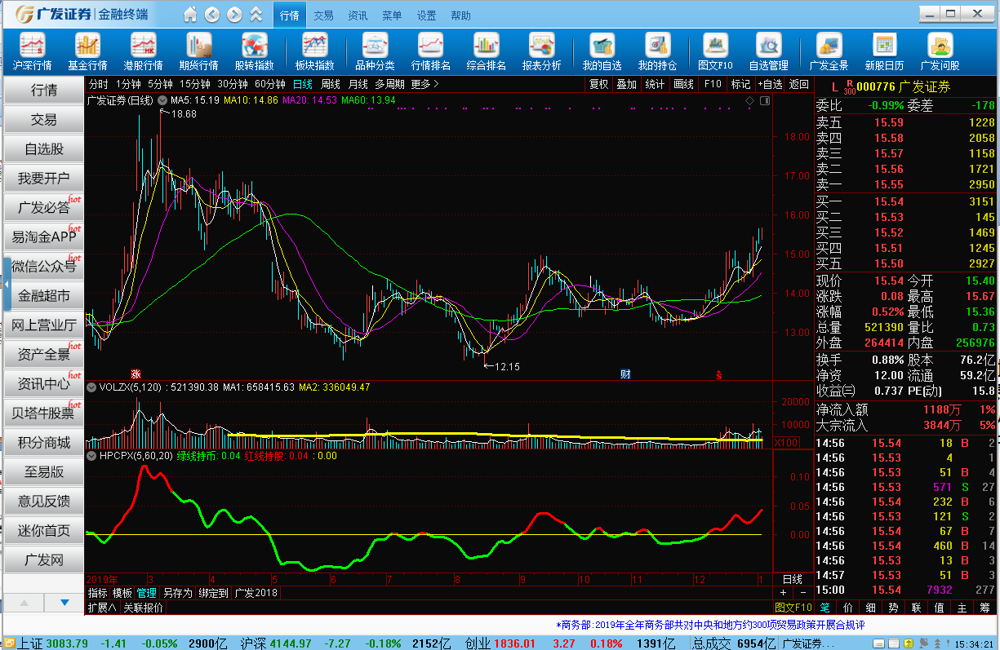 广发证券 金融终端 行情 交易 资讯 菜单 设置 帮助
沪深行情 基金行情 港股行情 期货行情 股转指数 板块指数 品种分类 行情排名 综合排名 报表分析 我的自选 我的持仓 图文F10 自选管理 广发全景 新股日历 广发问股
行情
交易
自选股
我要开户
广发必答 hot
易淘金APP hot
微信公众号 hot
金融超市
网上营业厅
资产全景 hot
资讯中心 hot
贝塔牛股票 hot
积分商城
至易版
意见反馈
迷你首页
广发网
分时 1分钟 5分钟 15分钟 30分钟 60分钟 日线 周线 月线 多周期 更多> 复权 叠加 统计 画线 F10 标记 +自选 返回
广发证券(日线) MA5: 15.19 MA10: 14.86 MA20: 14.53 MA60: 13.94
18.68
18.00
17.00
16.00
15.00
14.00
13.00
12.15
涨 财
VOLZX(5,120) : 521390.38 MA1: 658415.63 MA2: 336049.47
20000
10000
X100
HPCPX(5,60,20) 绿线持币: 0.04 红线持股: 0.04 : 0.00
0.10
0.05
0.00
2019年 3 4 5 6 7 8 9 10 11 12 1 日线
指标 模板 管理 另存为 绑定到 广发2018 + -
扩展∧ 关联报价 图文F10
L R 300 000776 广发证券
委比 -0.99% 委差 -178
卖五 15.59 1228
卖四 15.58 2058
卖三 15.57 1158
卖二 15.56 1721
卖一 15.55 2950
买一 15.54 3151
买二 15.53 145
买三 15.52 1469
买四 15.51 1245
买五 15.50 2927
现价 15.54 今开 15.40
涨跌 0.08 最高 15.67
涨幅 0.52% 最低 15.36
总量 521390 量比 0.73
外盘 264414 内盘 256976
换手 0.88% 股本 76.2亿
净资 12.00 流通 59.2亿
收益㈢ 0.737 PE(动) 15.8
净流入额 1188万 1%
大宗流入 3844万 5%
14:56 15.54 18 B 2
14:56 15.53 4 1
14:56 15.53 51 B 4
14:56 15.53 571 S 27
14:56 15.54 232 B 6
14:56 15.53 121 S 2
14:56 15.54 67 B 7
14:56 15.54 460 B 14
14:56 15.54 13 B 3
14:57 15.53 51 B 3
15:00 15.54 7932 277
笔 价 细 势 联 值 主 筹
*商务部:2019年全年商务部共对中央和地方约300项贸易政策开展合规评
上证 3083.79 -1.41 -0.05% 2900亿 沪深 4144.97 -7.27 -0.18% 2152亿 创业 1836.01 3.27 0.18% 1391亿 总成交 6954亿 广发证券... 15:34:21